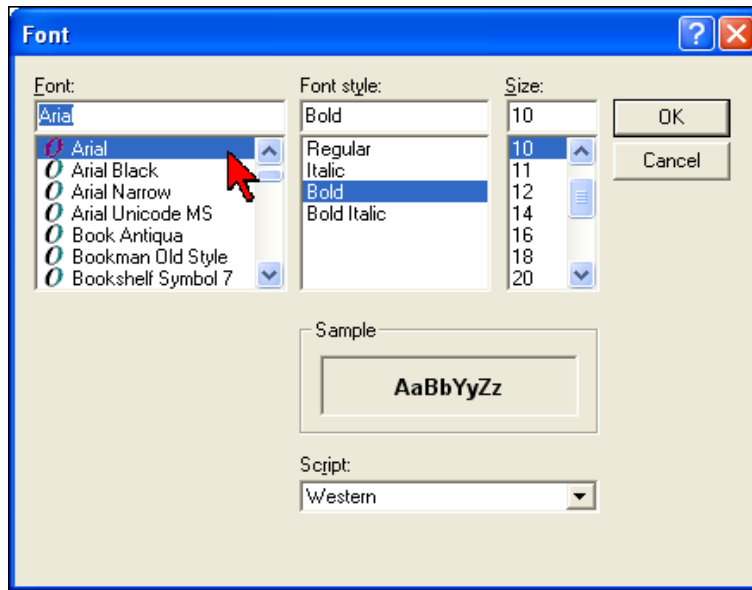 Font
Font:
Font style:
Size:
Arial
Bold
10
OK
Arial
Arial Black
Arial Narrow
Arial Unicode MS
Book Antiqua
Bookman Old Style
Bookshelf Symbol 7
Regular
Italic
Bold
Bold Italic
10
11
12
14
16
18
20
Cancel
Sample
AaBbYyZz
Script:
Western